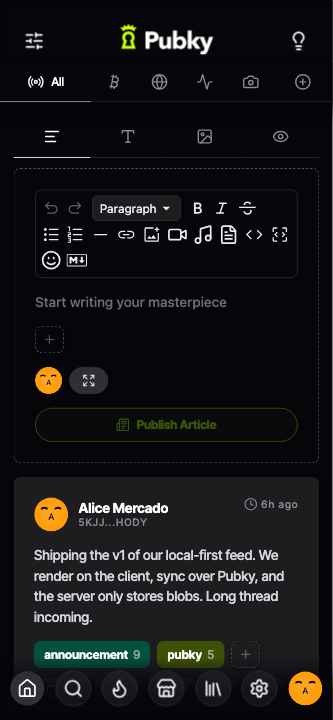 Pubky
All
Paragraph
B I S
M↓
Start writing your masterpiece
A
Publish Article
A
Alice Mercado
6h ago
5KJJ...HODY
Shipping the v1 of our local-first feed. We
render on the client, sync over Pubky, and
the server only stores blobs. Long thread
incoming.
announcement 9 pubky 5
A